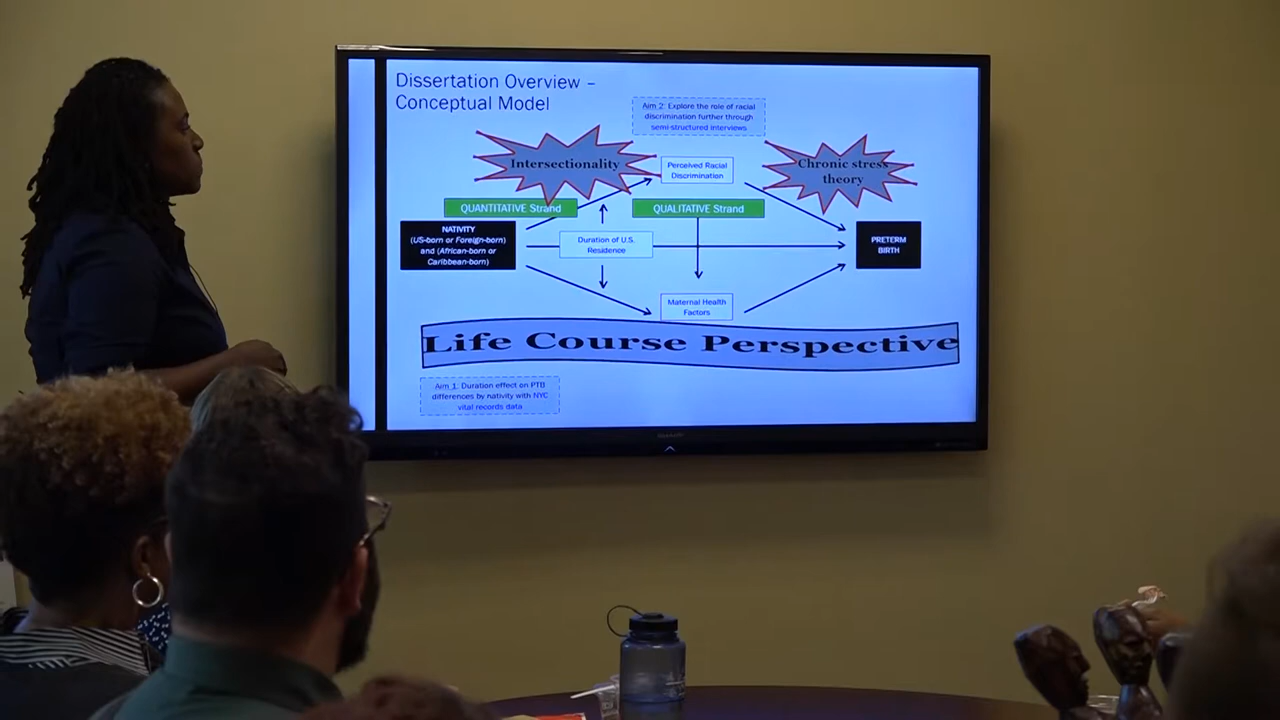 Dissertation Overview –
Conceptual Model
Aim 2: Explore the role of racial
discrimination further through
semi-structured interviews
Intersectionality
Perceived Racial
Discrimination
Chronic stress
theory
QUANTITATIVE Strand
QUALITATIVE Strand
NATIVITY
(US-born or Foreign-born)
and (African-born or
Caribbean-born)
Duration of U.S.
Residence
PRETERM
BIRTH
Maternal Health
Factors
Life Course Perspective
Aim 1: Duration effect on PTB
differences by nativity with NYC
vital records data